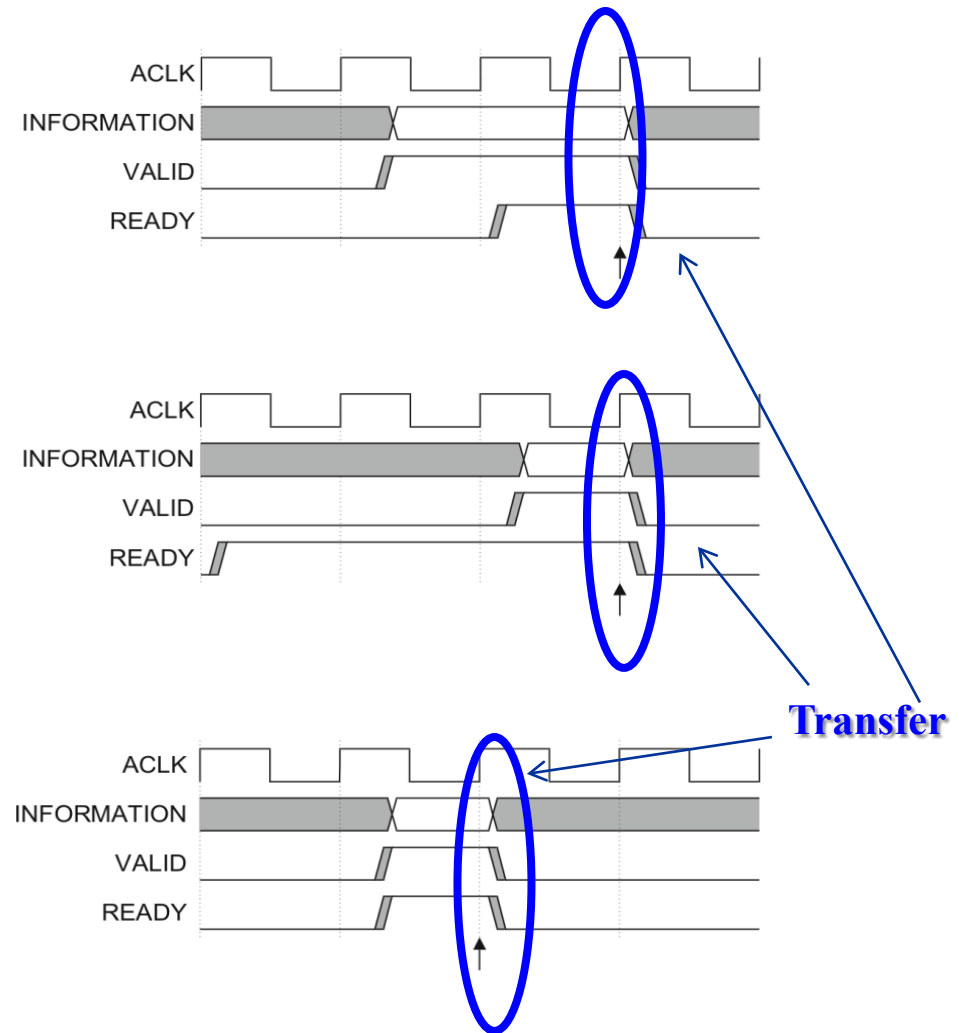 ACLK
INFORMATION
VALID
READY
ACLK
INFORMATION
VALID
READY
Transfer
ACLK
INFORMATION
VALID
READY